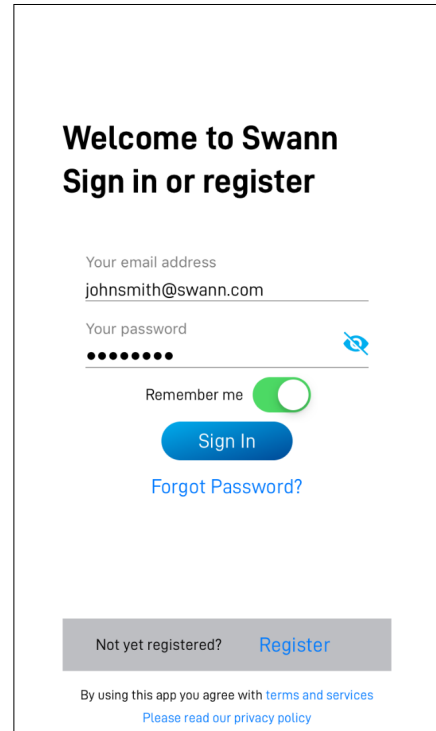 Welcome to Swann
Sign in or register
Your email address
johnsmith@swann.com
Your password
●●●●●●●●
Remember me
Sign In
Forgot Password?
Not yet registered? Register
By using this app you agree with terms and services
Please read our privacy policy